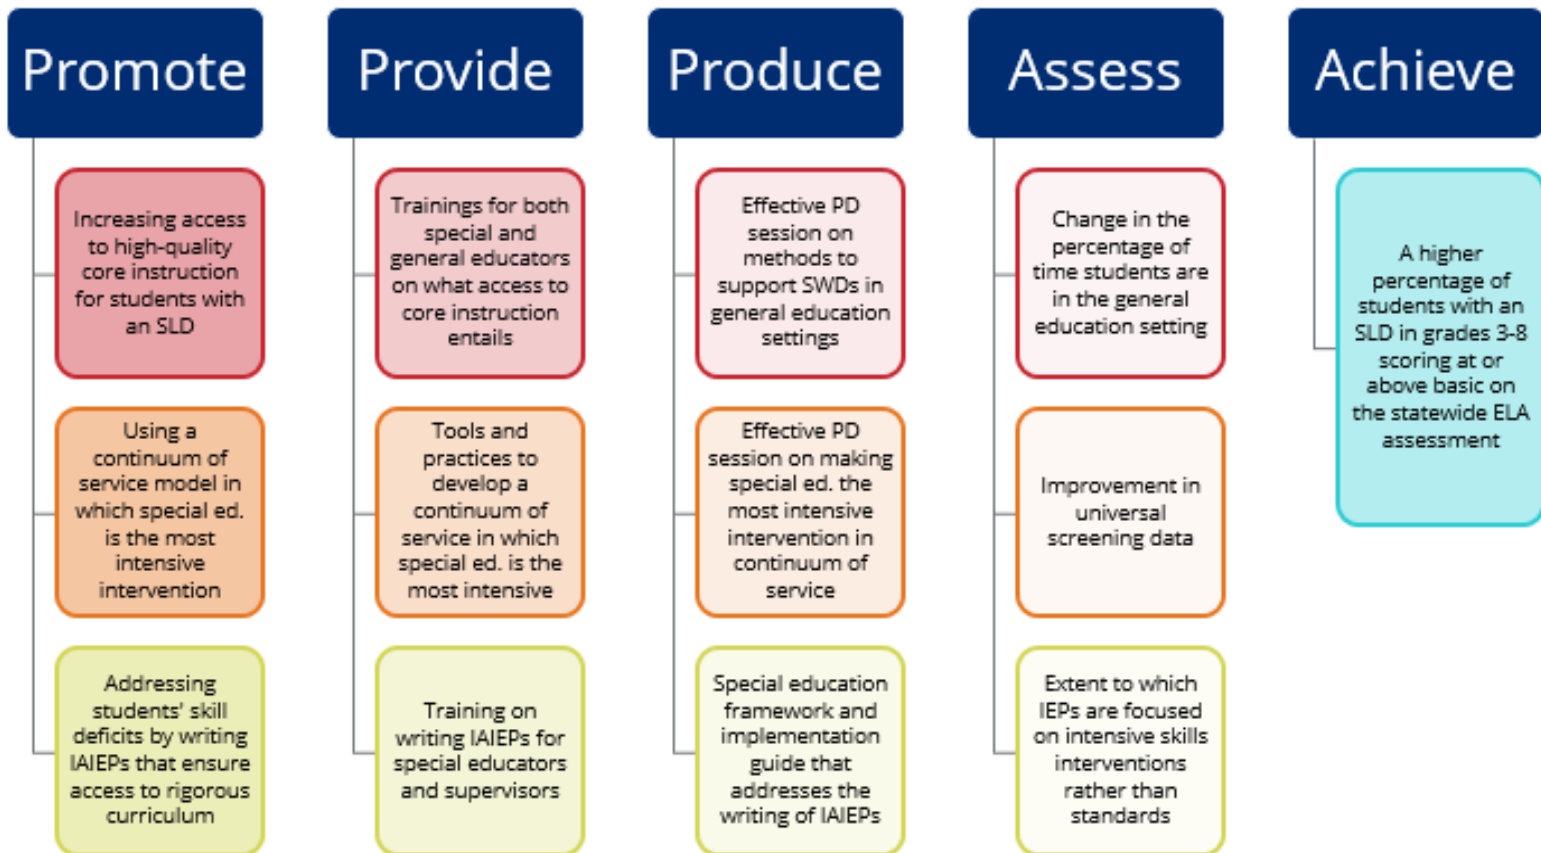 Promote
Increasing access
to high-quality
core instruction
for students with
an SLD
Using a
continuum of
service model in
which special ed.
is the most
intensive
intervention
Addressing
students' skill
deficits by writing
IAIEPs that ensure
access to rigorous
curriculum
Provide
Trainings for both
special and
general educators
on what access to
core instruction
entails
Tools and
practices to
develop a
continuum of
service in which
special ed. is the
most intensive
Training on
writing IAIEPs for
special educators
and supervisors
Produce
Effective PD
session on
methods to
support SWDs in
general education
settings
Effective PD
session on making
special ed. the
most intensive
intervention in
continuum of
service
Special education
framework and
implementation
guide that
addresses the
writing of IAIEPs
Assess
Change in the
percentage of
time students are
in the general
education setting
Improvement in
universal
screening data
Extent to which
IEPs are focused
on intensive skills
interventions
rather than
standards
Achieve
A higher
percentage of
students with an
SLD in grades 3-8
scoring at or
above basic on
the statewide ELA
assessment